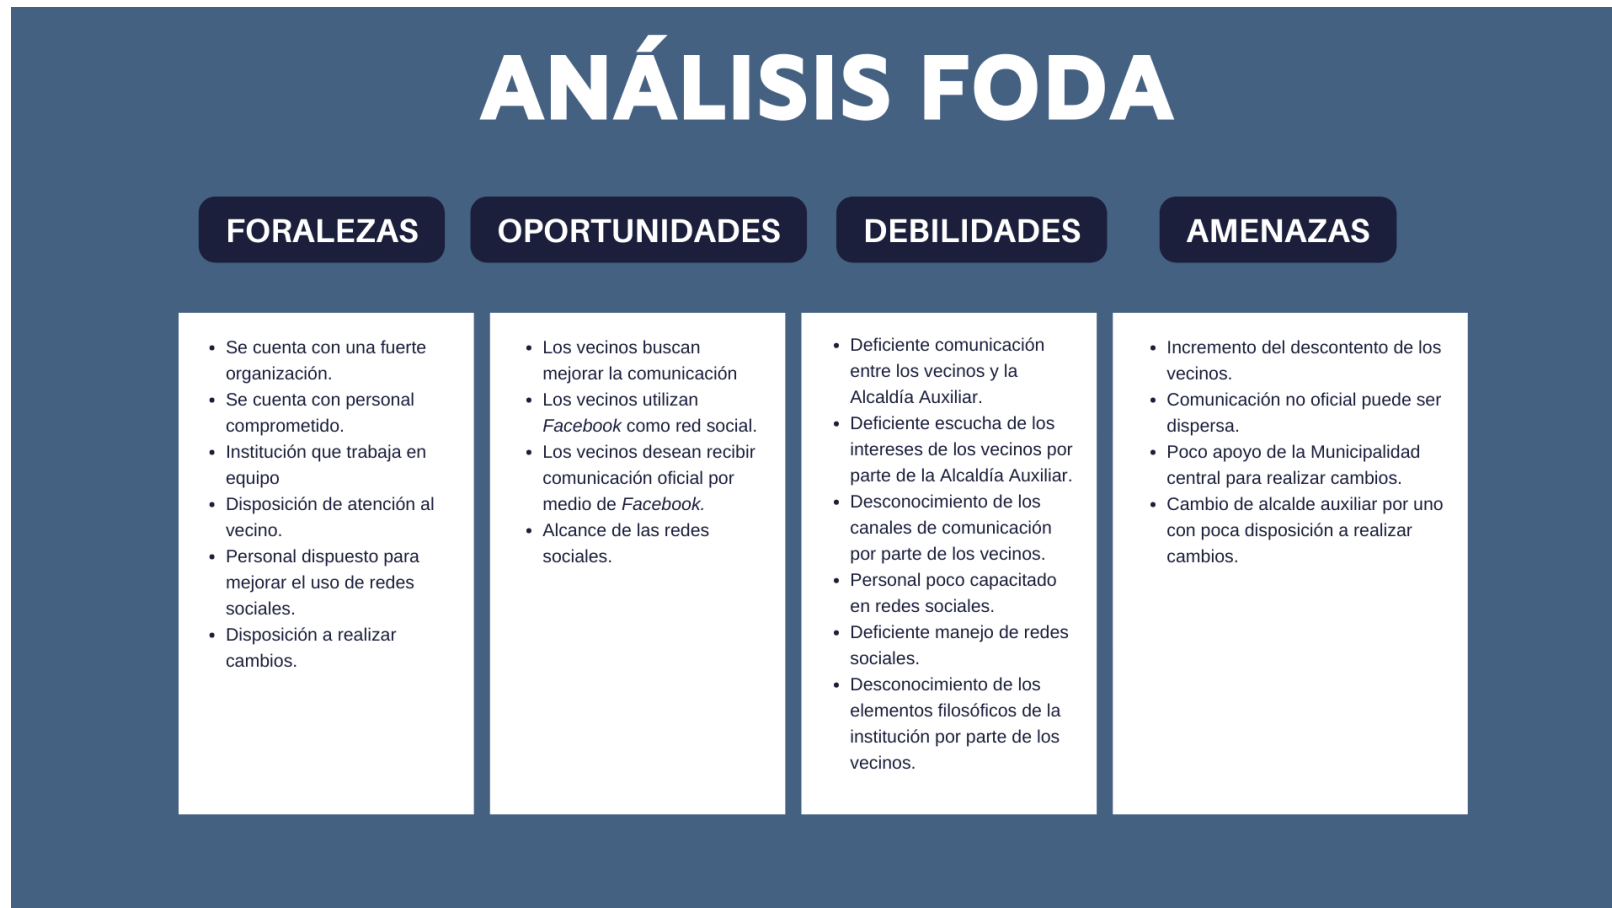 ANÁLISIS FODA
FORALEZAS
OPORTUNIDADES
DEBILIDADES
AMENAZAS
• Se cuenta con una fuerte
organización.
• Se cuenta con personal
comprometido.
• Institución que trabaja en
equipo
• Disposición de atención al
vecino.
• Personal dispuesto para
mejorar el uso de redes
sociales.
• Disposición a realizar
cambios.
• Los vecinos buscan
mejorar la comunicación
• Los vecinos utilizan
Facebook como red social.
• Los vecinos desean recibir
comunicación oficial por
medio de Facebook.
• Alcance de las redes
sociales.
• Deficiente comunicación
entre los vecinos y la
Alcaldía Auxiliar.
• Deficiente escucha de los
intereses de los vecinos por
parte de la Alcaldía Auxiliar.
• Desconocimiento de los
canales de comunicación
por parte de los vecinos.
• Personal poco capacitado
en redes sociales.
• Deficiente manejo de redes
sociales.
• Desconocimiento de los
elementos filosóficos de la
institución por parte de los
vecinos.
• Incremento del descontento de los
vecinos.
• Comunicación no oficial puede ser
dispersa.
• Poco apoyo de la Municipalidad
central para realizar cambios.
• Cambio de alcalde auxiliar por uno
con poca disposición a realizar
cambios.